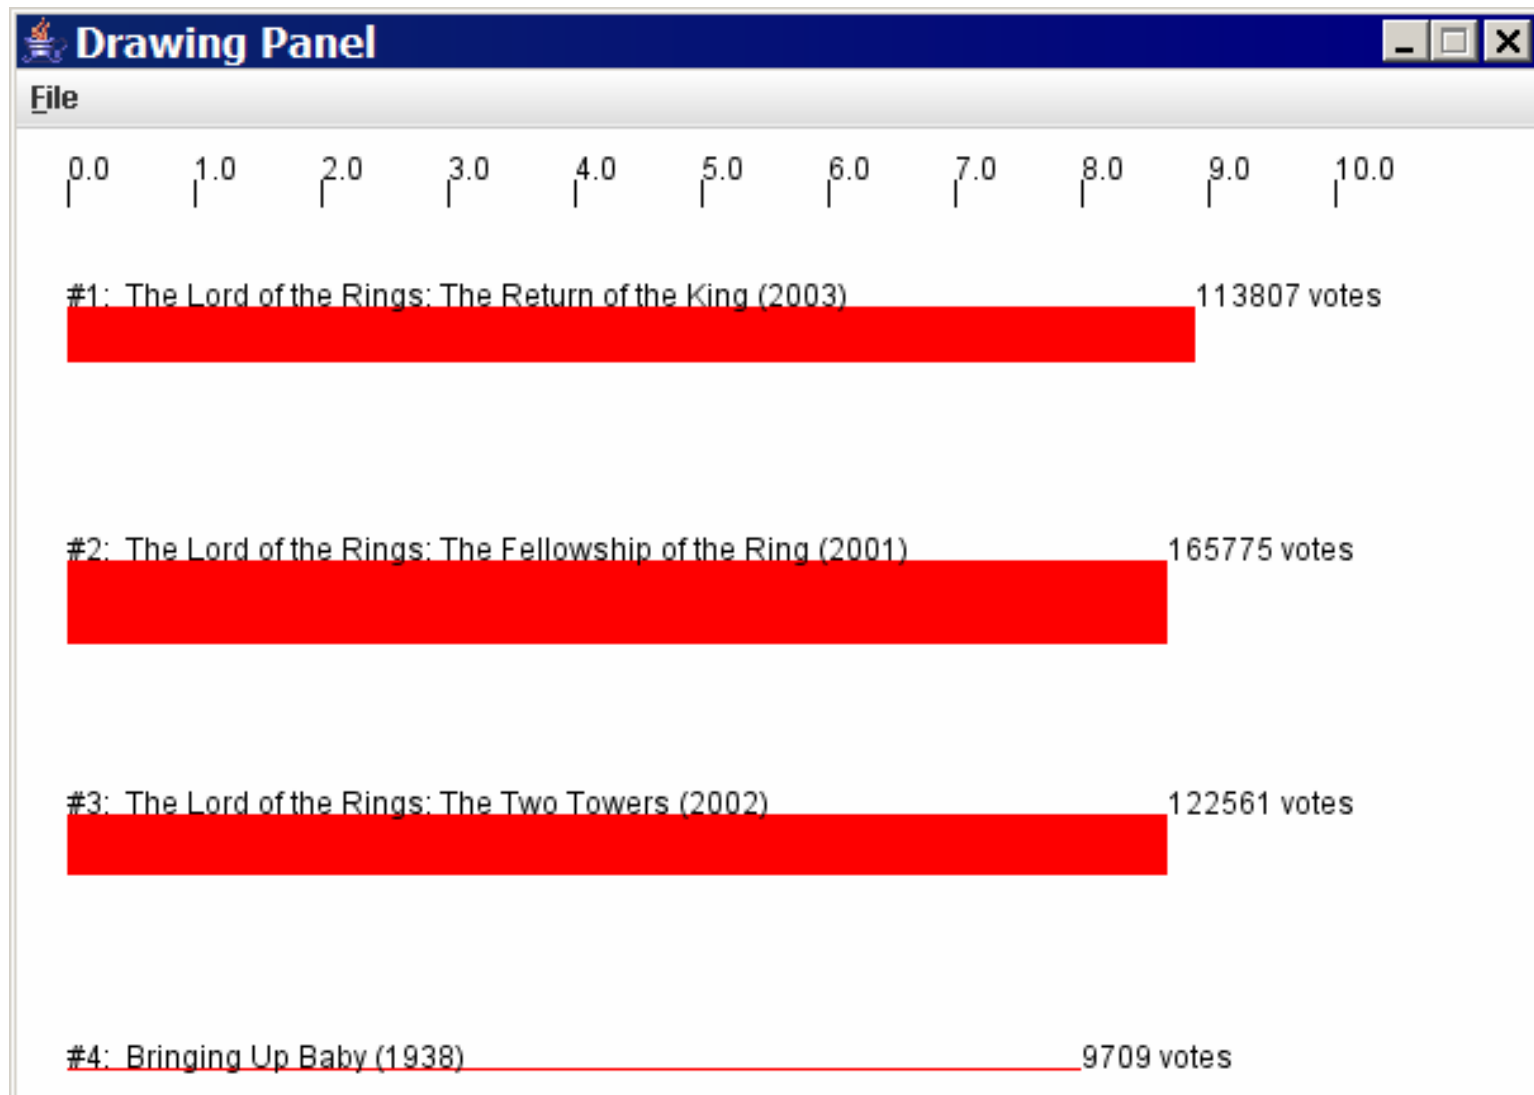 Drawing Panel
File
0.0 1.0 2.0 3.0 4.0 5.0 6.0 7.0 8.0 9.0 10.0
#1: The Lord of the Rings: The Return of the King (2003) 113807 votes
#2: The Lord of the Rings: The Fellowship of the Ring (2001) 165775 votes
#3: The Lord of the Rings: The Two Towers (2002) 122561 votes
#4: Bringing Up Baby (1938) 9709 votes